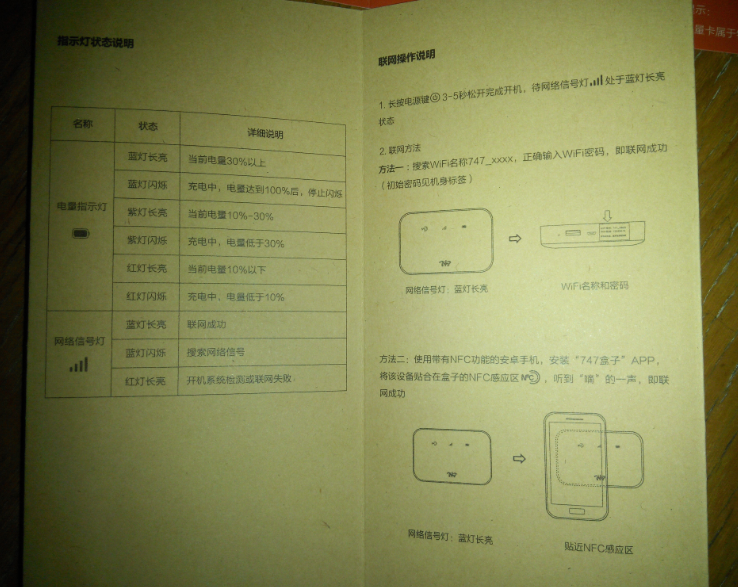 指示灯状态说明
名称 状态 详细说明
电量指示灯
蓝灯长亮 当前电量30%以上
蓝灯闪烁 充电中，电量达到100%后，停止闪烁
紫灯长亮 当前电量10%-30%
紫灯闪烁 充电中，电量低于30%
红灯长亮 当前电量10%以下
红灯闪烁 充电中、电量低于10%
网络信号灯
蓝灯长亮 联网成功
蓝灯闪烁 搜索网络信号
红灯长亮 开机系统检测或联网失败
联网操作说明
1. 长按电源键 3-5秒松开完成开机，待网络信号灯 处于蓝灯长亮
状态
2. 联网方法
方法一：搜索WiFi名称747_xxxx，正确输入WiFi密码，即联网成功
（初始密码见机身标签）
网络信号灯：蓝灯长亮
WiFi名称和密码
方法二：使用带有NFC功能的安卓手机，安装“747盒子”APP，
将该设备贴合在盒子的NFC感应区 ，听到“嘀”的一声，即联
网成功
网络信号灯：蓝灯长亮
贴近NFC感应区
示：
量卡属于